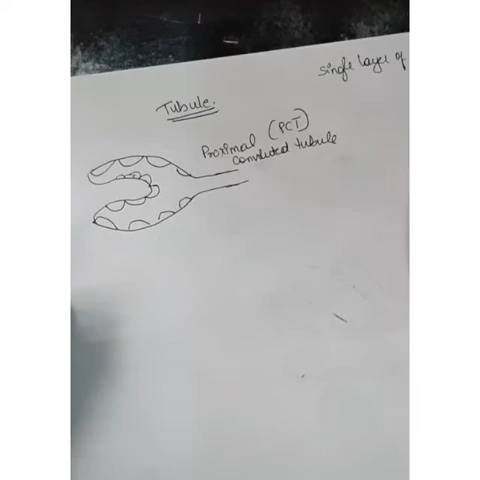 Single layer of
Tubule.
Proximal (PCT)
convoluted tubule